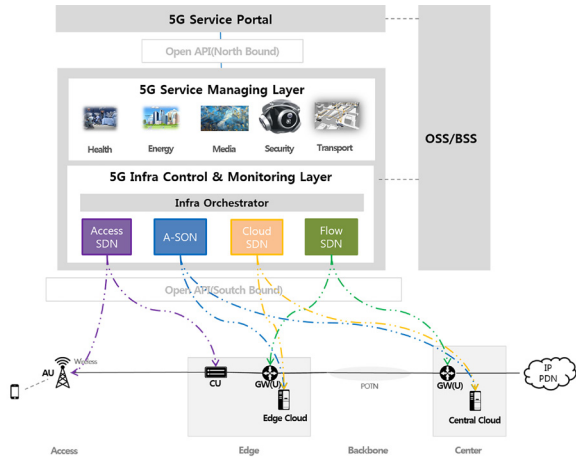 5G Service Portal
Open API(North Bound)
5G Service Managing Layer
Health
Energy
Media
Security
Transport
OSS/BSS
5G Infra Control & Monitoring Layer
Infra Orchestrator
Access
SDN
A-SON
Cloud
SDN
Flow
SDN
Open API(Soutch Bound)
AU
Wireless
CU
GW(U)
Edge Cloud
POTN
GW(U)
Central Cloud
IP
PDN
Access
Edge
Backbone
Center